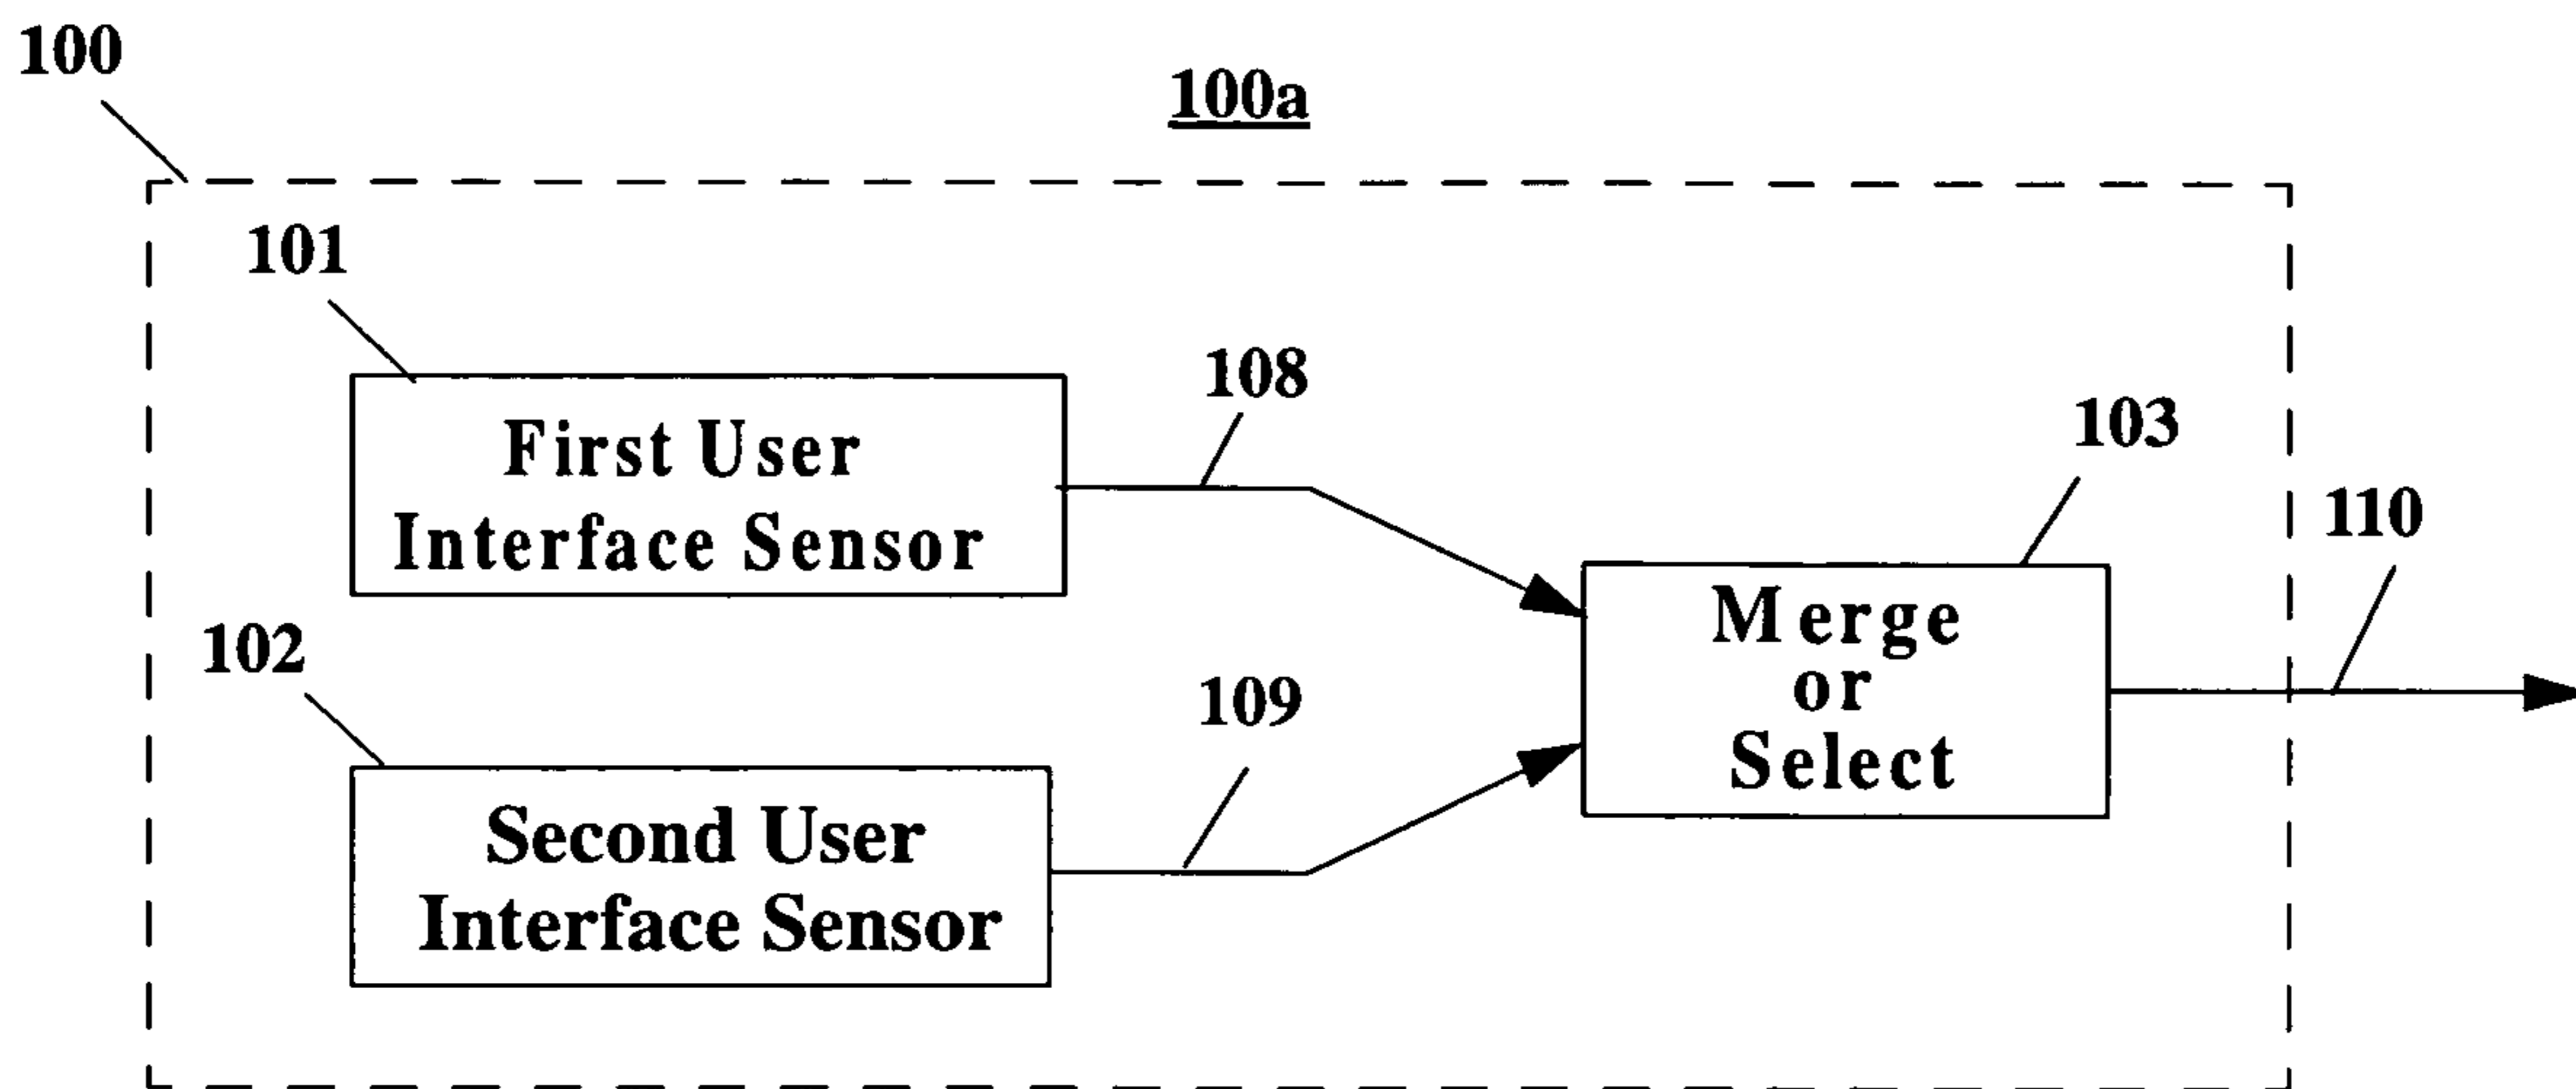 100
100a
101
First User
Interface Sensor
108
103
110
Merge
or
Select
102
109
Second User
Interface Sensor